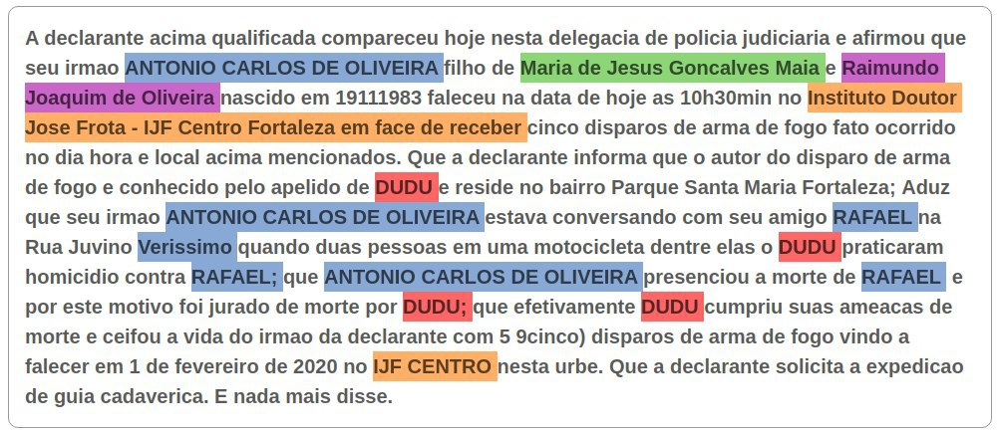 A declarante acima qualificada compareceu hoje nesta delegacia de policia judiciaria e afirmou que
seu irmao ANTONIO CARLOS DE OLIVEIRA filho de Maria de Jesus Goncalves Maia e Raimundo
Joaquim de Oliveira nascido em 19111983 faleceu na data de hoje as 10h30min no Instituto Doutor
Jose Frota - IJF Centro Fortaleza em face de receber cinco disparos de arma de fogo fato ocorrido
no dia hora e local acima mencionados. Que a declarante informa que o autor do disparo de arma
de fogo e conhecido pelo apelido de DUDU e reside no bairro Parque Santa Maria Fortaleza; Aduz
que seu irmao ANTONIO CARLOS DE OLIVEIRA estava conversando com seu amigo RAFAEL na
Rua Juvino Verissimo quando duas pessoas em uma motocicleta dentre elas o DUDU praticaram
homicidio contra RAFAEL; que ANTONIO CARLOS DE OLIVEIRA presenciou a morte de RAFAEL e
por este motivo foi jurado de morte por DUDU; que efetivamente DUDU cumpriu suas ameacas de
morte e ceifou a vida do irmao da declarante com 5 9cinco) disparos de arma de fogo vindo a
falecer em 1 de fevereiro de 2020 no IJF CENTRO nesta urbe. Que a declarante solicita a expedicao
de guia cadaverica. E nada mais disse.